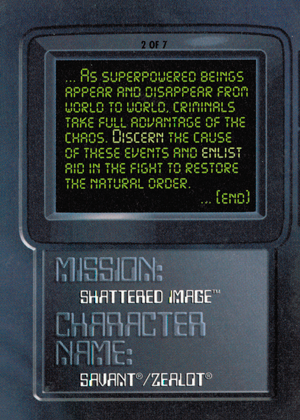 2 OF 7
... As superpowered beings
appear and disappear from
world to world, criminals
take full advantage of the
chaos. Discern the cause
of these events and enlist
aid in the fight to restore
the natural order.
... {end}
MISSION:
SHATTERED IMAGE™
CHARACTER
NAME:
SAVANT®/ZEALOT®